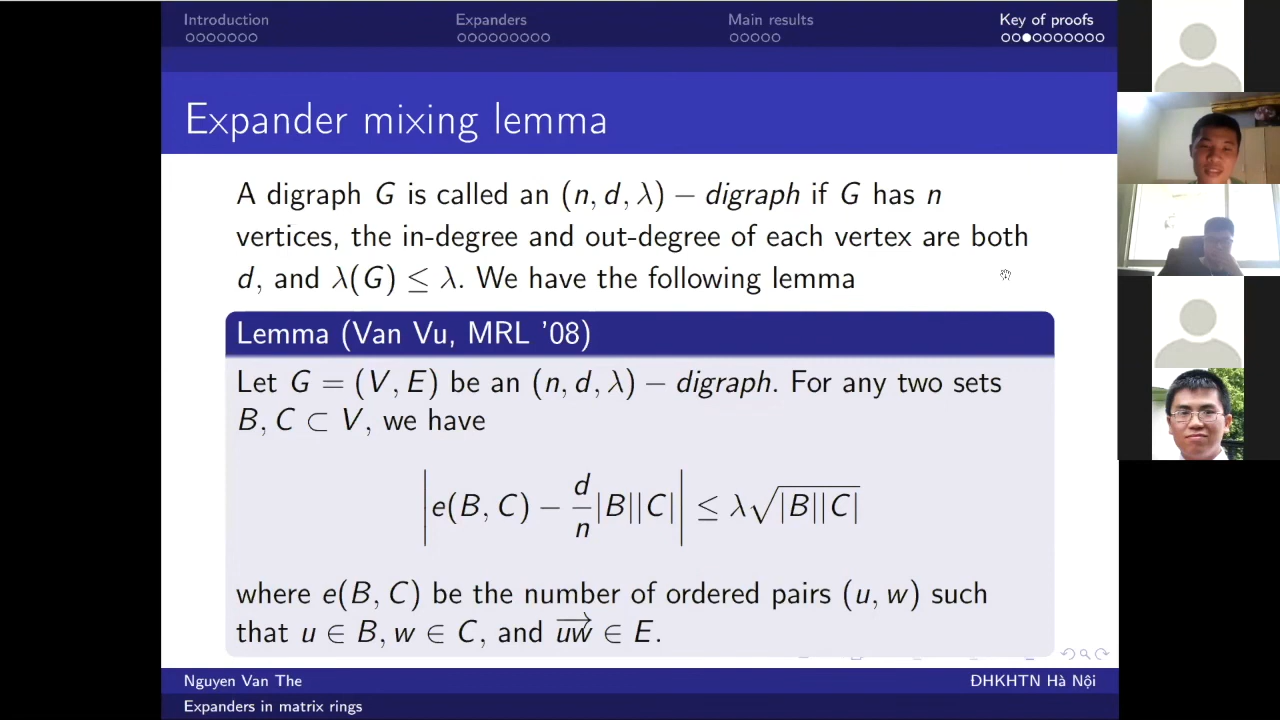 Introduction
Expanders
Main results
Key of proofs
Expander mixing lemma
A digraph G is called an (n, d, λ) − digraph if G has n
vertices, the in-degree and out-degree of each vertex are both
d, and λ(G) ≤ λ. We have the following lemma
Lemma (Van Vu, MRL '08)
Let G = (V, E) be an (n, d, λ) − digraph. For any two sets
B, C ⊂ V, we have
|e(B, C) − d/n |B||C|| ≤ λ√|B||C|
where e(B, C) be the number of ordered pairs (u, w) such
that u ∈ B, w ∈ C, and \overrightarrow{uw} ∈ E.
Nguyen Van The
ĐHKHTN Hà Nội
Expanders in matrix rings